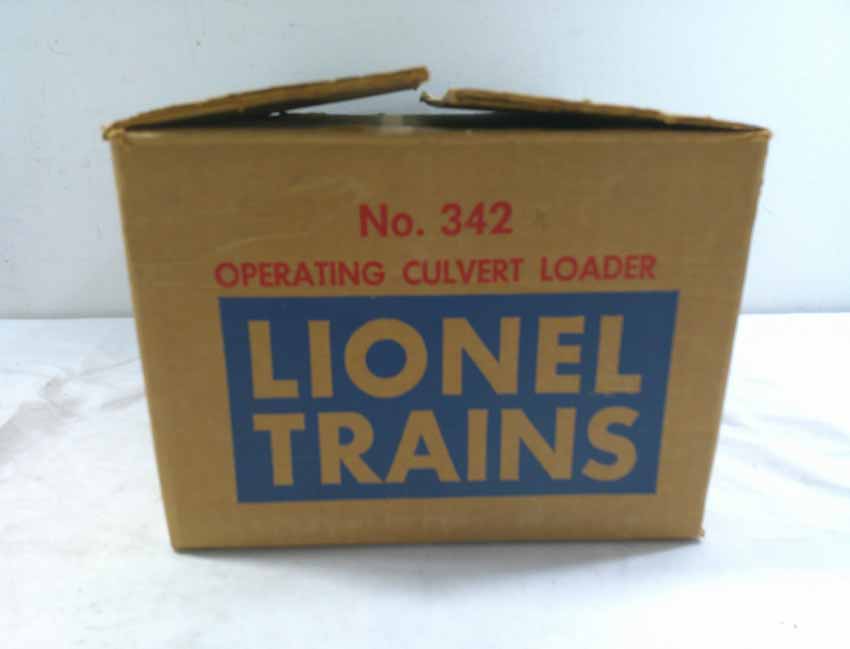 No. 342
OPERATING CULVERT LOADER
LIONEL
TRAINS